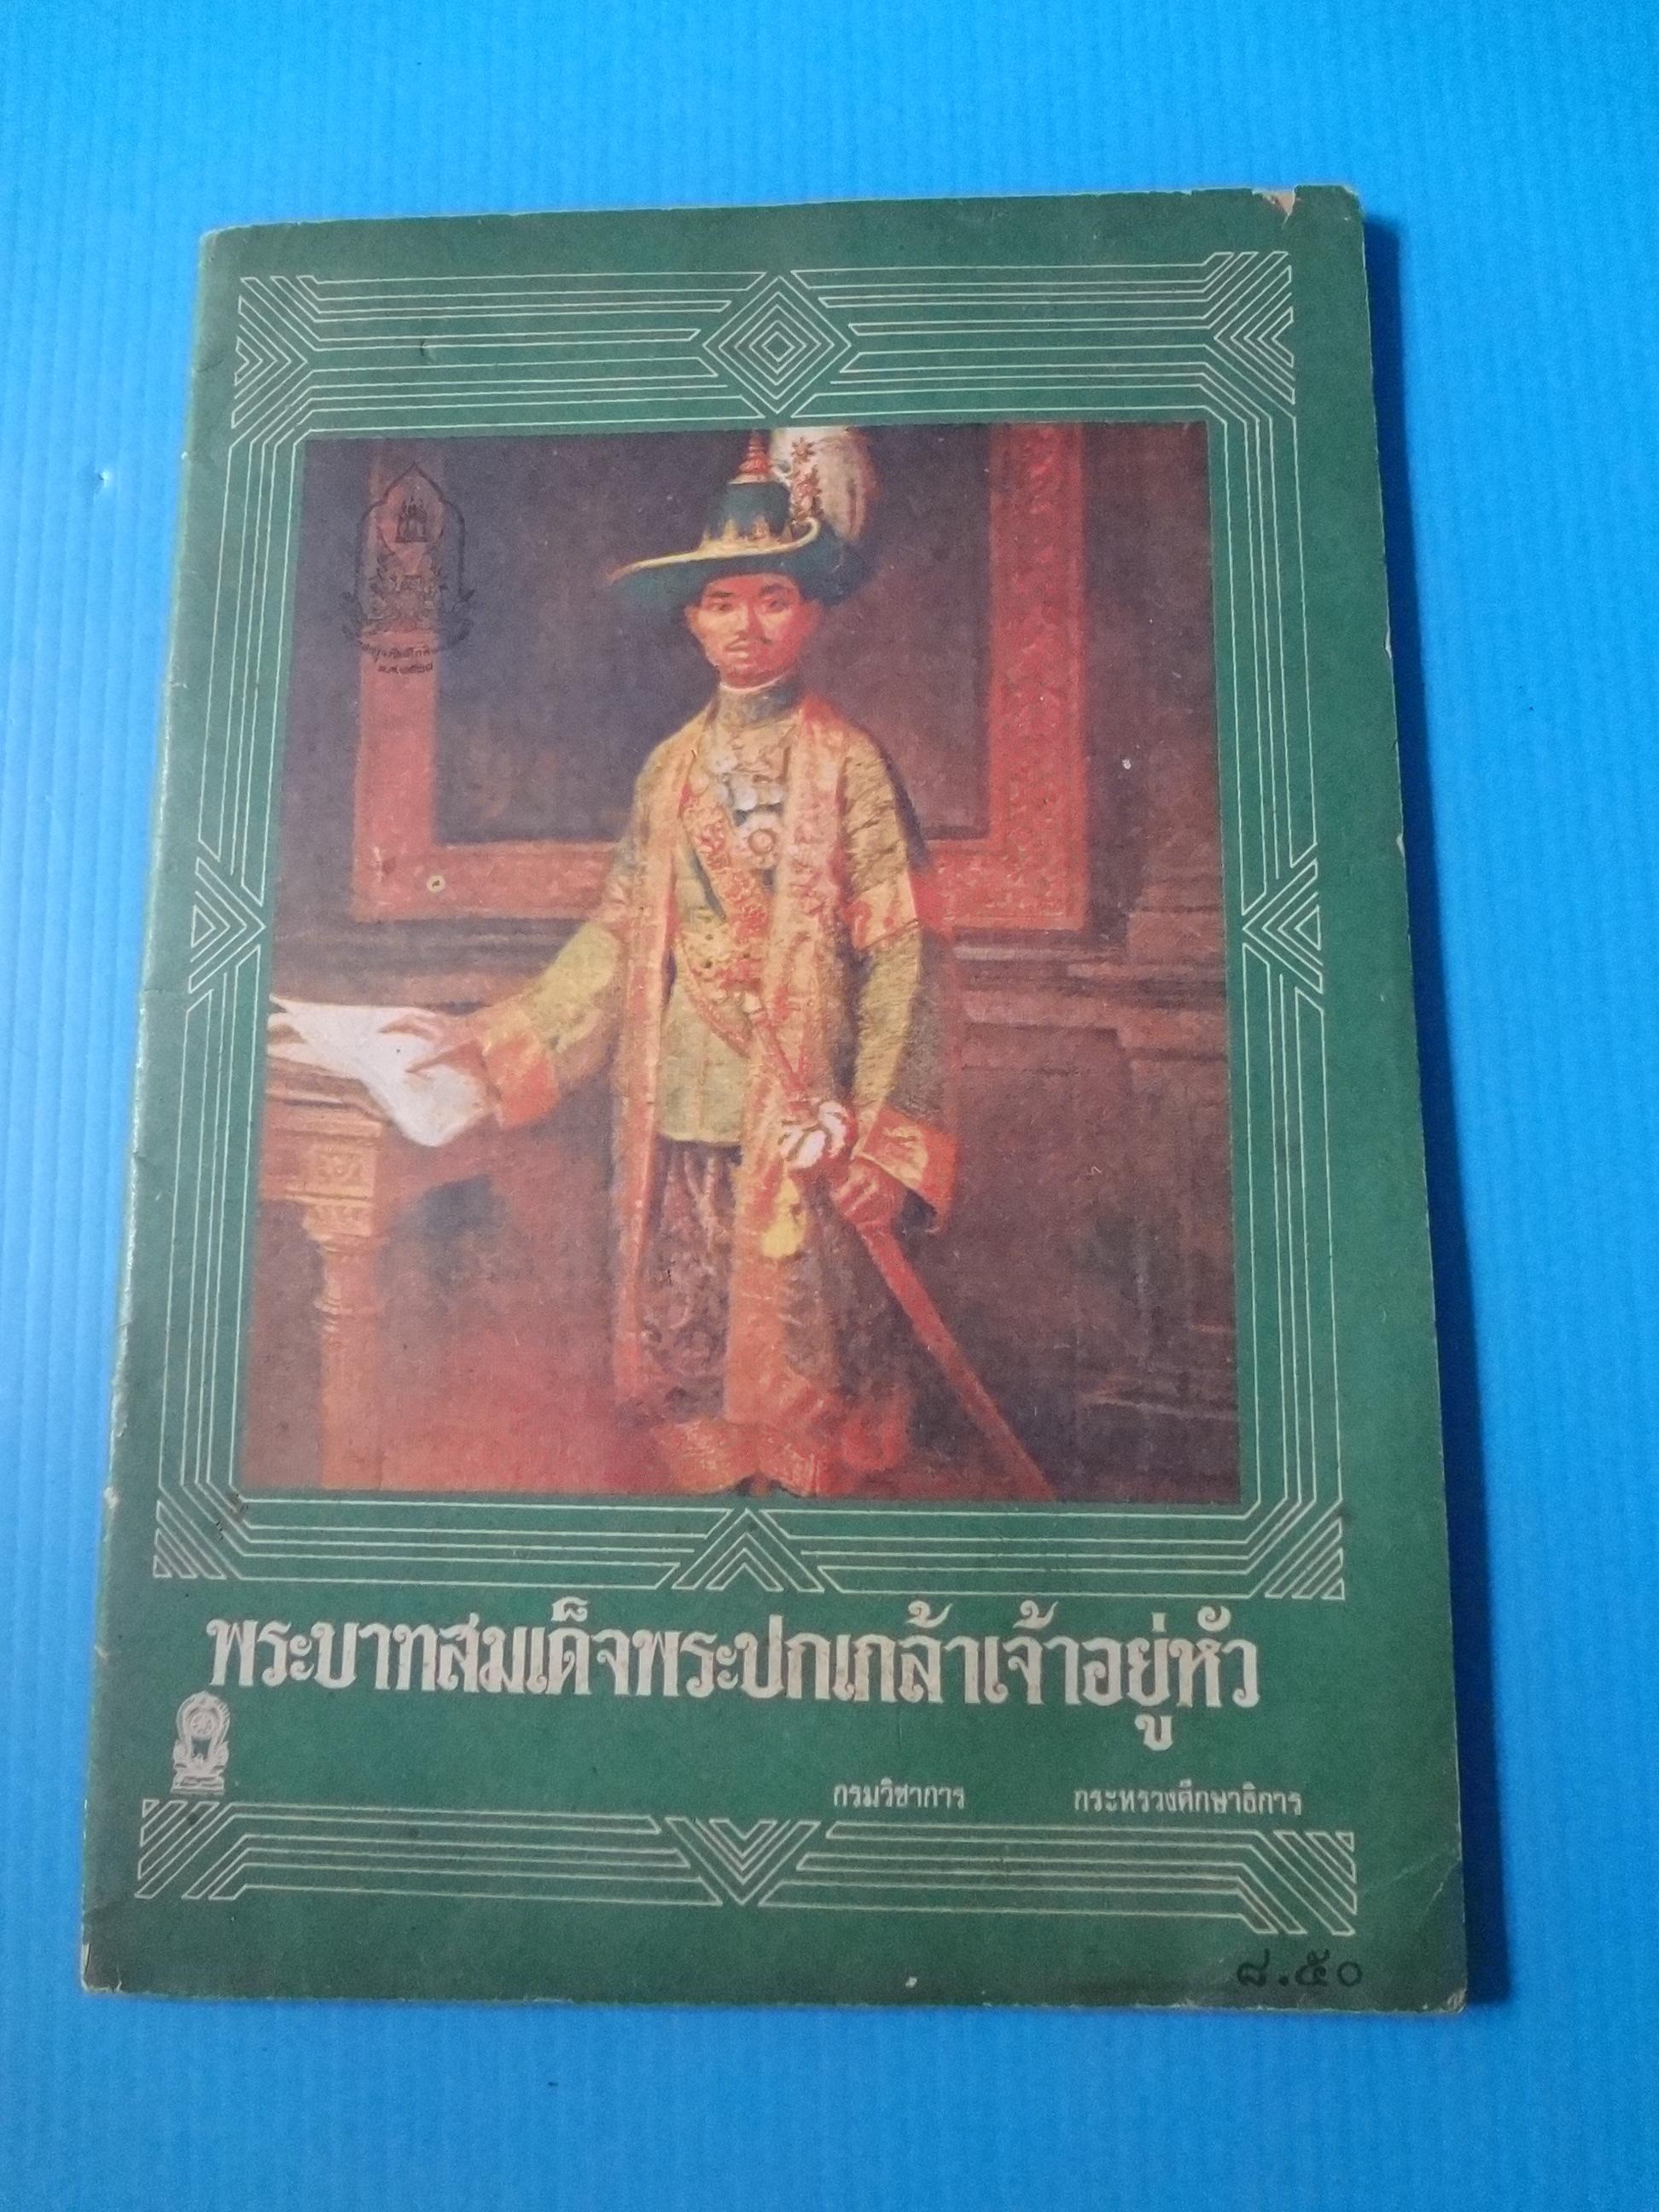 พระบาทสมเด็จพระปกเกล้าเจ้าอยู่หัว
กรมวิชาการ กระทรวงศึกษาธิการ
๘.๕๐